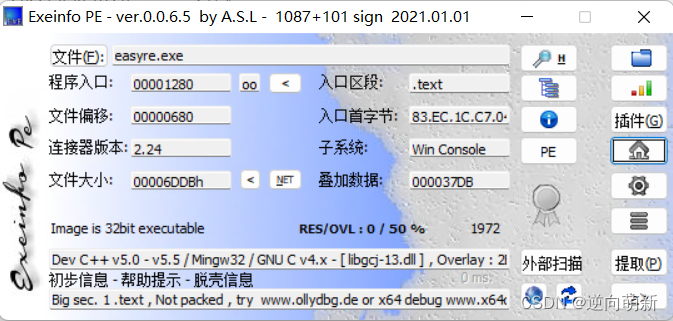 Exeinfo PE - ver.0.0.6.5 by A.S.L - 1087+101 sign 2021.01.01
文件(F): easyre.exe H
程序入口: 00001280 oo < 入口区段: .text
文件偏移: 00000680 入口首字节: 83.EC.1C.C7.0 插件(G)
连接器版本: 2.24 子系统: Win Console PE
文件大小: 00006DDBh < NET 叠加数据: 000037DB
Image is 32bit executable RES/OVL : 0 / 50 % 1972
Dev C++ v5.0 - v5.5 / Mingw32 / GNU C v4.x - [ libgcj-13.dll ] , Overlay : 外部扫描 提取(P)
初步信息 - 帮助提示 - 脱壳信息 0 ms.
Big sec. 1 .text , Not packed , try www.ollydbg.de or x64 debug www.x64
CSDN @逆向萌新
Exeinfo Pe